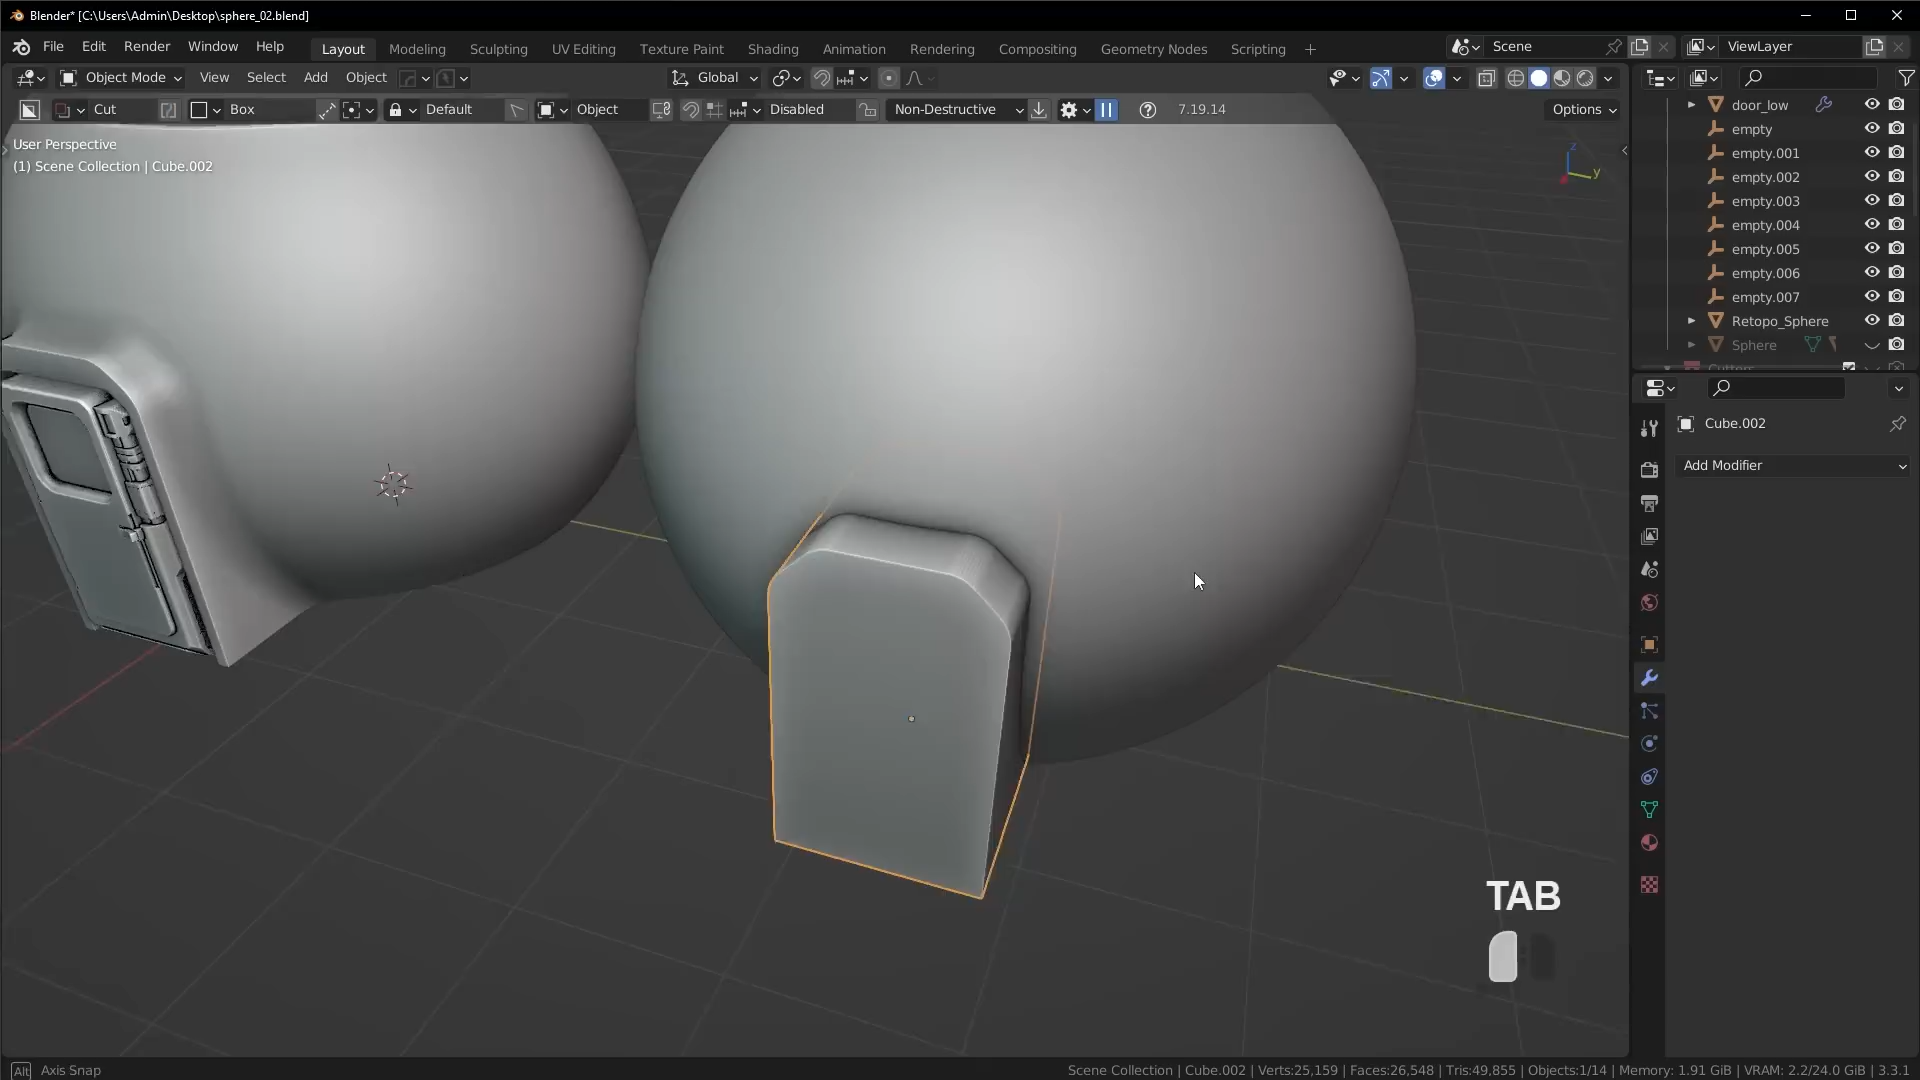 Blender* [C:\Users\Admin\Desktop\sphere_02.blend]
File Edit Render Window Help Layout Modeling Sculpting UV Editing Texture Paint Shading Animation Rendering Compositing Geometry Nodes Scripting + Scene ViewLayer
Object Mode View Select Add Object Global
Cut Box Default Object Disabled Non-Destructive 7.19.14 Options
User Perspective
(1) Scene Collection | Cube.002
z
y
door_low
empty
empty.001
empty.002
empty.003
empty.004
empty.005
empty.006
empty.007
Retopo_Sphere
Sphere
Cutters
Cube.002
Add Modifier
TAB
Alt Axis Snap
Scene Collection | Cube.002 | Verts:25,159 | Faces:26,548 | Tris:49,855 | Objects:1/14 | Memory: 1.91 GiB | VRAM: 2.2/24.0 GiB | 3.3.1